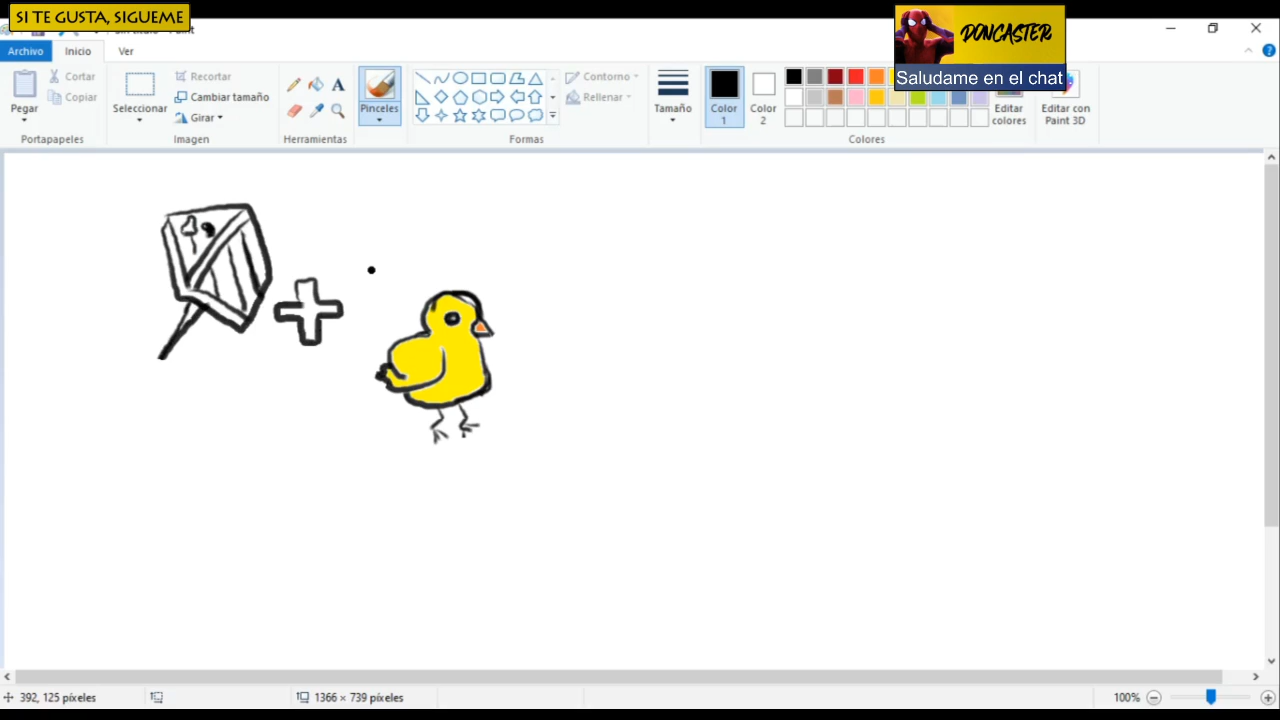 SI TE GUSTA, SIGUEME
DONCASTER
Saludame en el chat
Archivo Inicio Ver
Pegar
Cortar
Copiar
Portapapeles
Seleccionar
Recortar
Cambiar tamaño
Girar
Imagen
A
Herramientas
Pinceles
Contorno
Rellenar
Formas
Tamaño
Color
1
Color
2
Editar
colores
Editar con
Paint 3D
Colores
392, 125 píxeles
1366 × 739 píxeles
100%